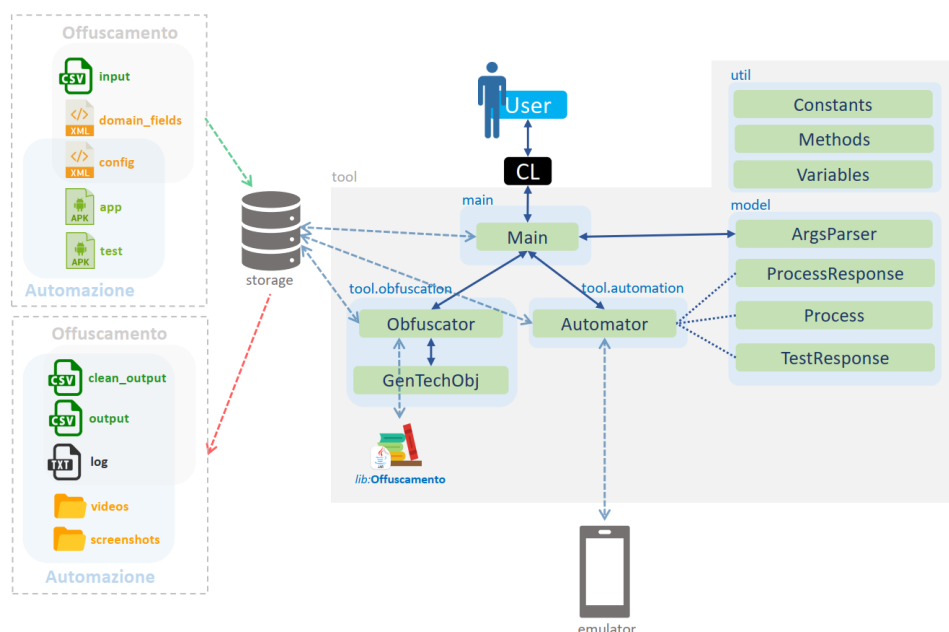 Offuscamento
CSV
input
</>
XML
domain_fields
</>
XML
config
APK
app
APK
test
Automazione
storage
Offuscamento
CSV
clean_output
CSV
output
TXT
log
videos
screenshots
Automazione
User
CL
tool
main
Main
tool.obfuscation
Obfuscator
GenTechObj
lib:Offuscamento
tool.automation
Automator
util
Constants
Methods
Variables
model
ArgsParser
ProcessResponse
Process
TestResponse
emulator